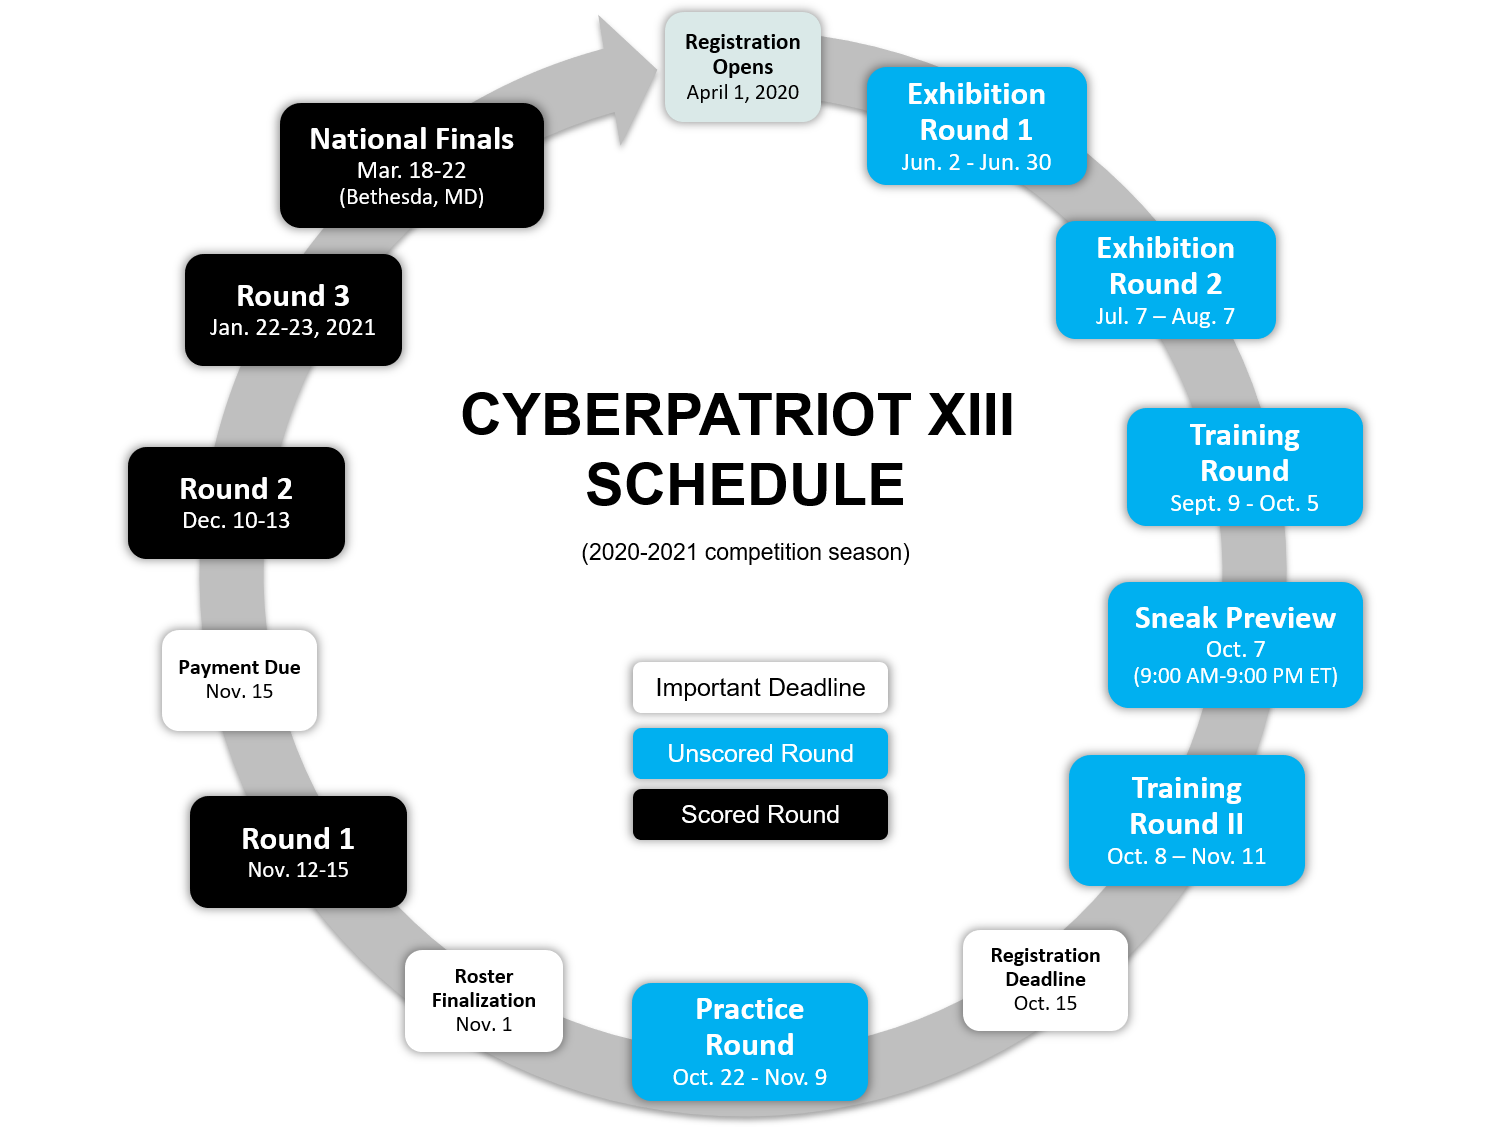 Registration
Opens
April 1, 2020
Exhibition
Round 1
Jun. 2 - Jun. 30
Exhibition
Round 2
Jul. 7 – Aug. 7
Training
Round
Sept. 9 - Oct. 5
Sneak Preview
Oct. 7
(9:00 AM-9:00 PM ET)
Training
Round II
Oct. 8 – Nov. 11
Registration
Deadline
Oct. 15
Practice
Round
Oct. 22 - Nov. 9
Roster
Finalization
Nov. 1
Round 1
Nov. 12-15
Payment Due
Nov. 15
Round 2
Dec. 10-13
Round 3
Jan. 22-23, 2021
National Finals
Mar. 18-22
(Bethesda, MD)
CYBERPATRIOT XIII
SCHEDULE
(2020-2021 competition season)
Important Deadline
Unscored Round
Scored Round